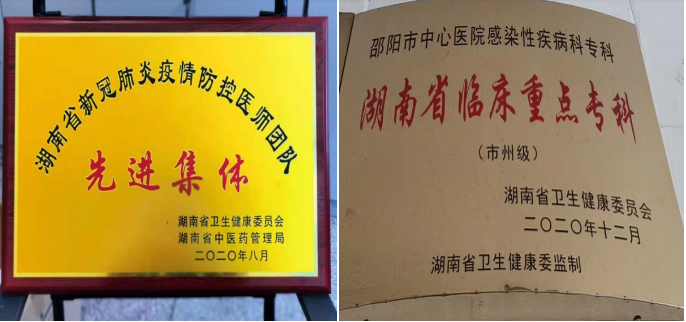 湖南省新冠肺炎疫情防控医师团队
先进集体
湖南省卫生健康委员会
湖南省中医药管理局
二〇二〇年八月
邵阳市中心医院感染性疾病科专科
湖南省临床重点专科
（市州级）
湖南省卫生健康委员会
二〇二〇年十二月
湖南省卫生健康委监制